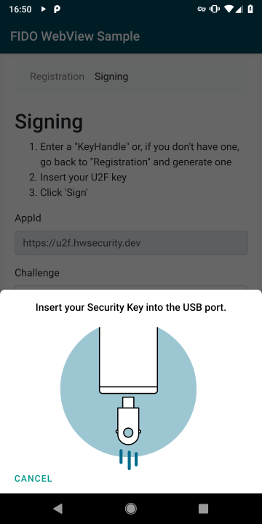 16:50
FIDO WebView Sample
Registration Signing
Signing
1. Enter a "KeyHandle" or, if you don't have one,
go back to "Registration" and generate one
2. Insert your U2F key
3. Click 'Sign'
AppId
https://u2f.hwsecurity.dev
Challenge
Insert your Security Key into the USB port.
CANCEL